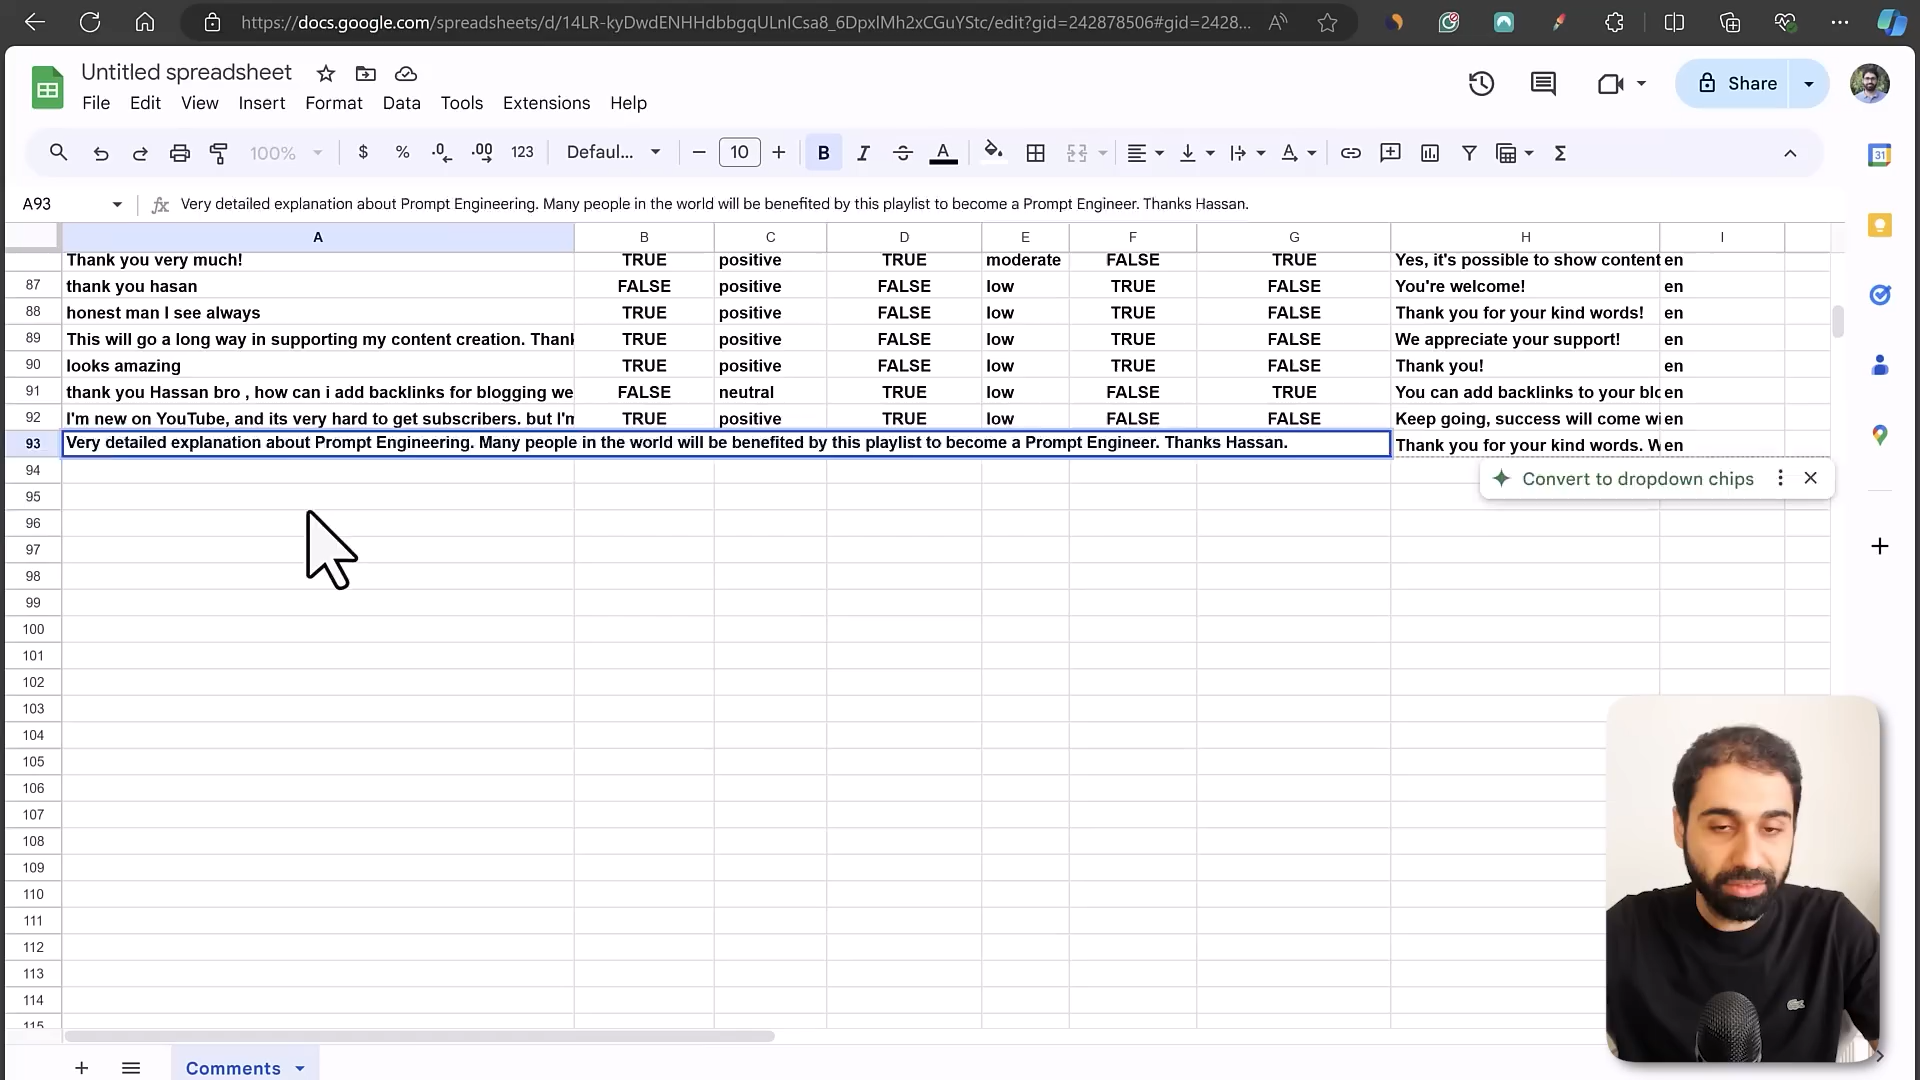 https://docs.google.com/spreadsheets/d/14LR-kyDwdENHHdbbgqULnICsa8_6DpxIMh2xCGuYStc/edit?gid=242878506#gid=2428...
Untitled spreadsheet
File Edit View Insert Format Data Tools Extensions Help
Share
100% $ % .0 .00 123 Defaul... 10 B I A
31
A93 fx Very detailed explanation about Prompt Engineering. Many people in the world will be benefited by this playlist to become a Prompt Engineer. Thanks Hassan.
A B C D E F G H I
Thank you very much! TRUE positive TRUE moderate FALSE TRUE Yes, it's possible to show content en
87 thank you hasan FALSE positive FALSE low TRUE FALSE You're welcome! en
88 honest man I see always TRUE positive FALSE low TRUE FALSE Thank you for your kind words! en
89 This will go a long way in supporting my content creation. Thank TRUE positive FALSE low TRUE FALSE We appreciate your support! en
90 looks amazing TRUE positive FALSE low TRUE FALSE Thank you! en
91 thank you Hassan bro , how can i add backlinks for blogging we FALSE neutral TRUE low FALSE TRUE You can add backlinks to your blo en
92 I'm new on YouTube, and its very hard to get subscribers. but I'm TRUE positive TRUE low FALSE FALSE Keep going, success will come wi en
93 Very detailed explanation about Prompt Engineering. Many people in the world will be benefited by this playlist to become a Prompt Engineer. Thanks Hassan. Thank you for your kind words. W en
94
Convert to dropdown chips
95
96
97
98
99
100
101
102
103
104
105
106
107
108
109
110
111
112
113
114
115
Comments